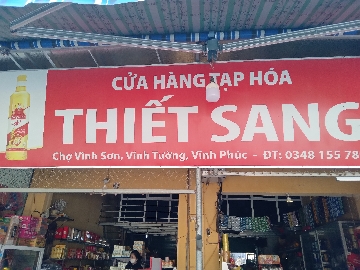 CỬA HÀNG TẠP HÓA
THIẾT SANG
Chợ Vĩnh Sơn, Vĩnh Tường, Vĩnh Phúc - ĐT: 0348 155 78